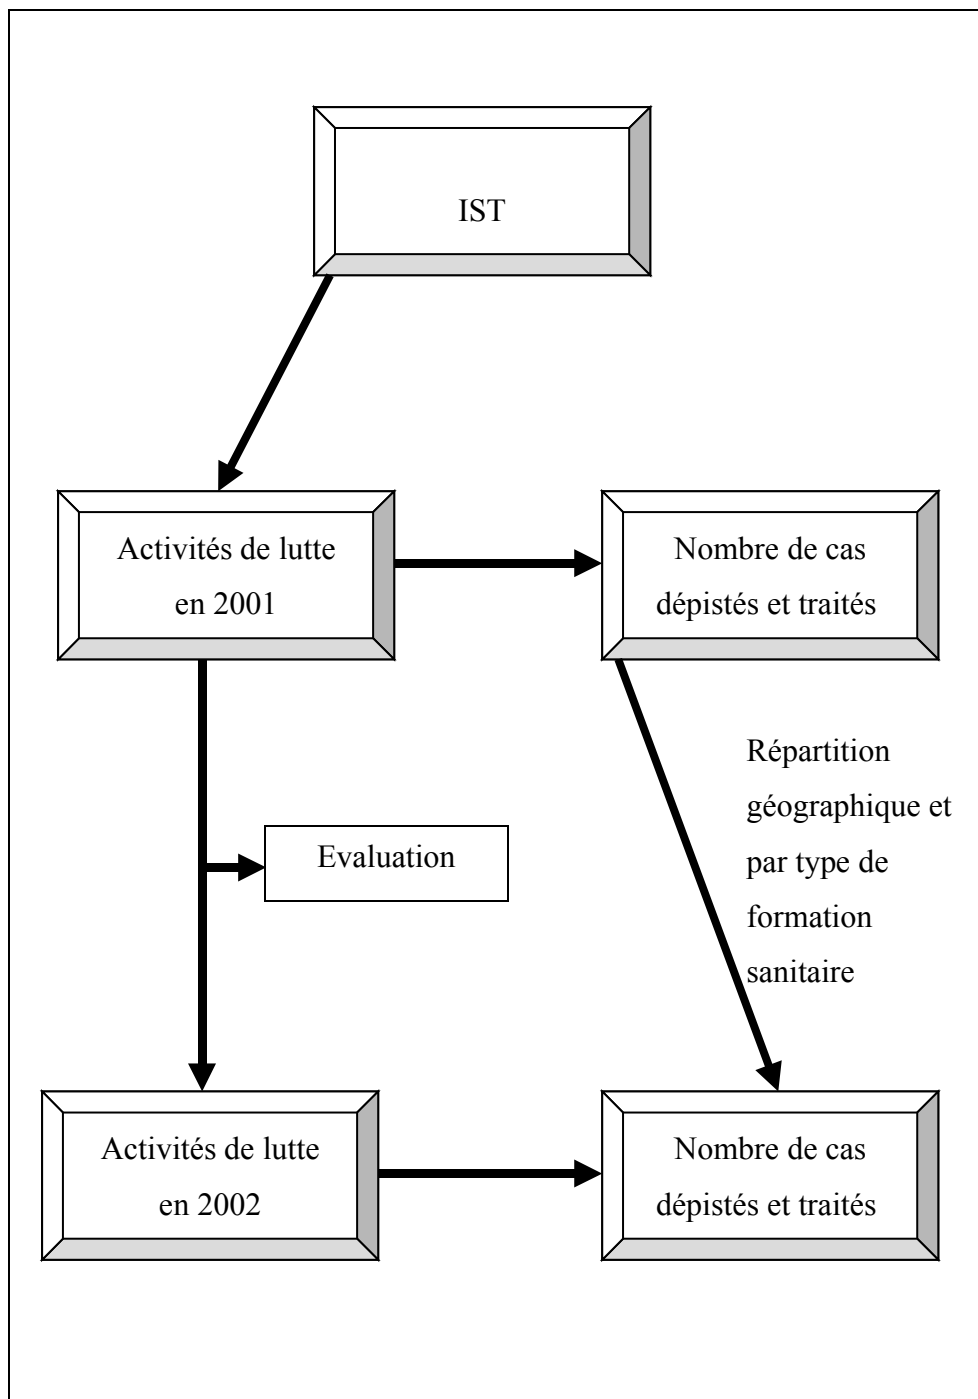 IST
Activités de lutte
en 2001
Nombre de cas
dépistés et traités
Répartition
géographique et
par type de
formation
sanitaire
Evaluation
Activités de lutte
en 2002
Nombre de cas
dépistés et traités